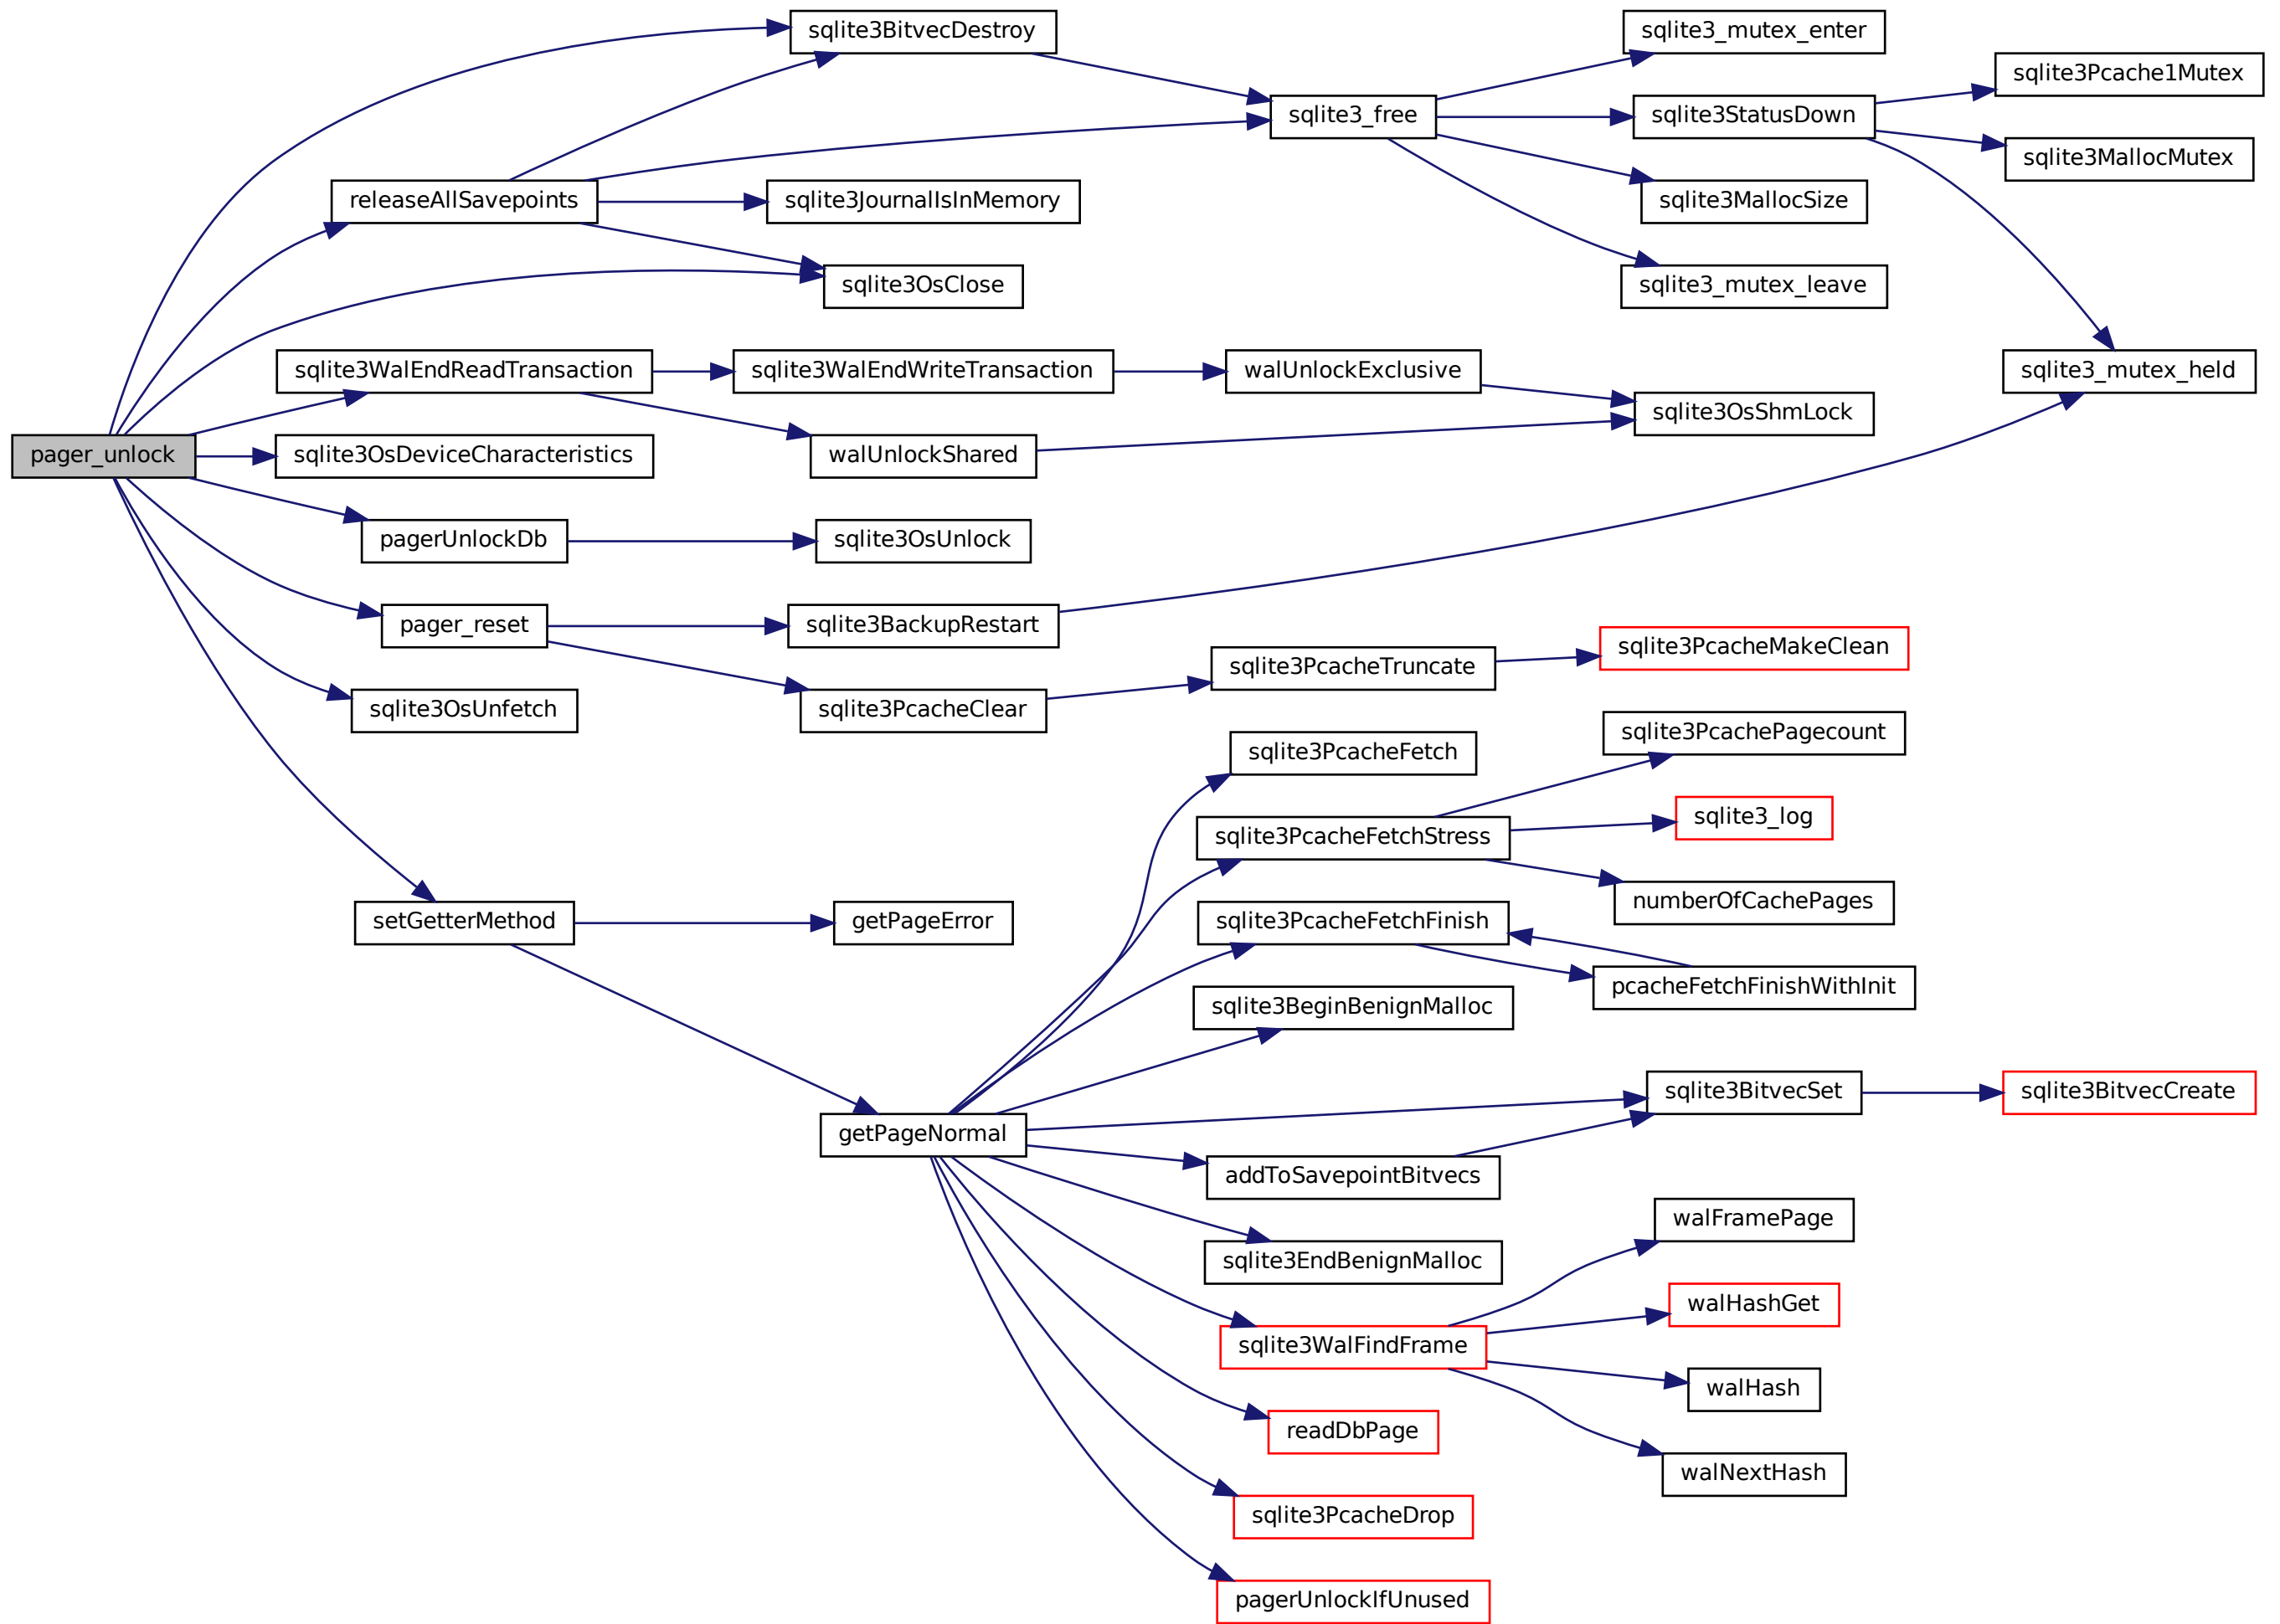 pager_unlock
sqlite3BitvecDestroy
releaseAllSavepoints
sqlite3OsClose
sqlite3WalEndReadTransaction
sqlite3OsDeviceCharacteristics
pagerUnlockDb
pager_reset
sqlite3OsUnfetch
setGetterMethod
sqlite3JournalIsInMemory
sqlite3WalEndWriteTransaction
walUnlockShared
sqlite3OsUnlock
sqlite3BackupRestart
sqlite3PcacheClear
getPageError
getPageNormal
sqlite3_free
walUnlockExclusive
sqlite3PcacheTruncate
sqlite3PcacheFetch
sqlite3PcacheFetchStress
sqlite3PcacheFetchFinish
sqlite3BeginBenignMalloc
addToSavepointBitvecs
sqlite3EndBenignMalloc
sqlite3WalFindFrame
readDbPage
sqlite3PcacheDrop
pagerUnlockIfUnused
sqlite3_mutex_enter
sqlite3StatusDown
sqlite3MallocSize
sqlite3_mutex_leave
sqlite3OsShmLock
sqlite3PcacheMakeClean
sqlite3PcachePagecount
sqlite3_log
numberOfCachePages
pcacheFetchFinishWithInit
sqlite3BitvecSet
walFramePage
walHashGet
walHash
walNextHash
sqlite3Pcache1Mutex
sqlite3MallocMutex
sqlite3_mutex_held
sqlite3BitvecCreate